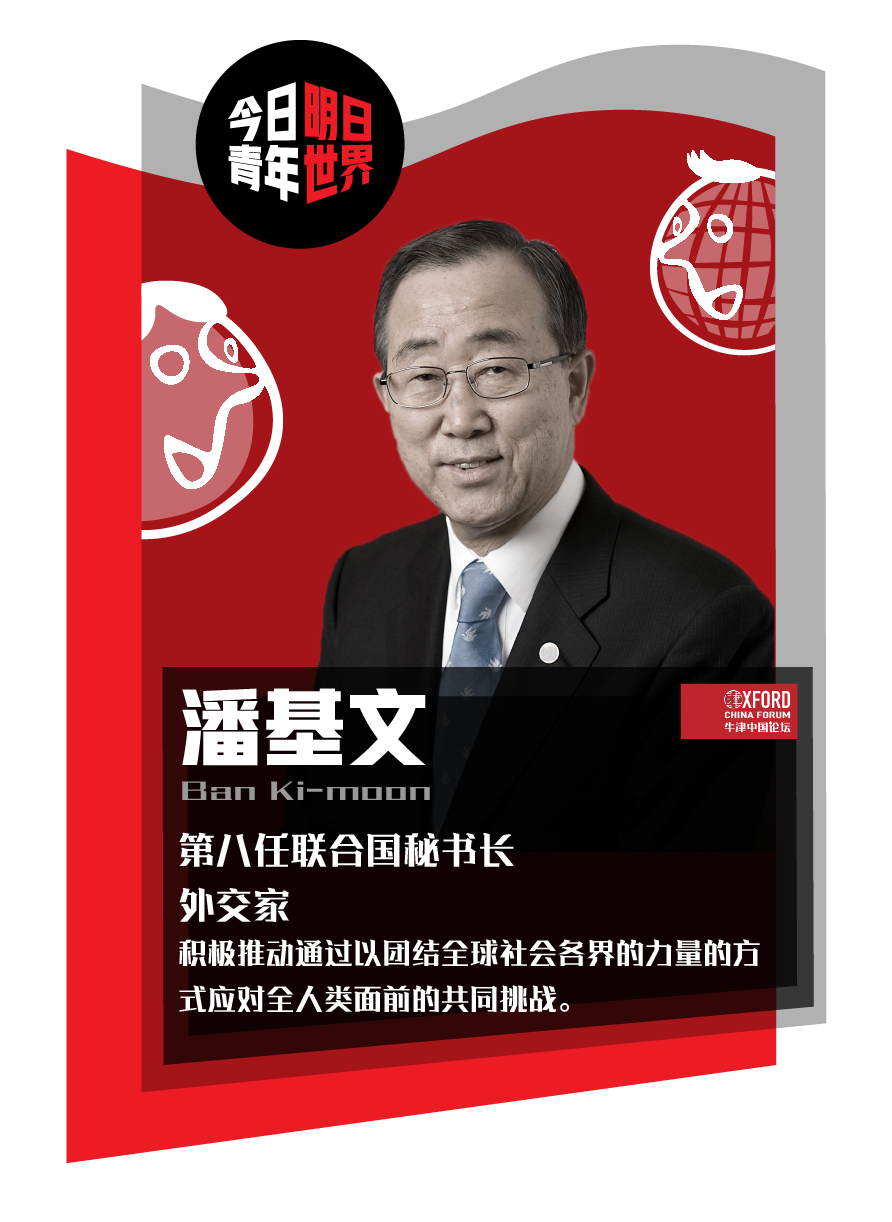 今日明日
青年世界
潘基文
Ban Ki-moon
OXFORD
CHINA FORUM
牛津中国论坛
第八任联合国秘书长
外交家
积极推动通过以团结全球社会各界的力量的方
式应对全人类面前的共同挑战。